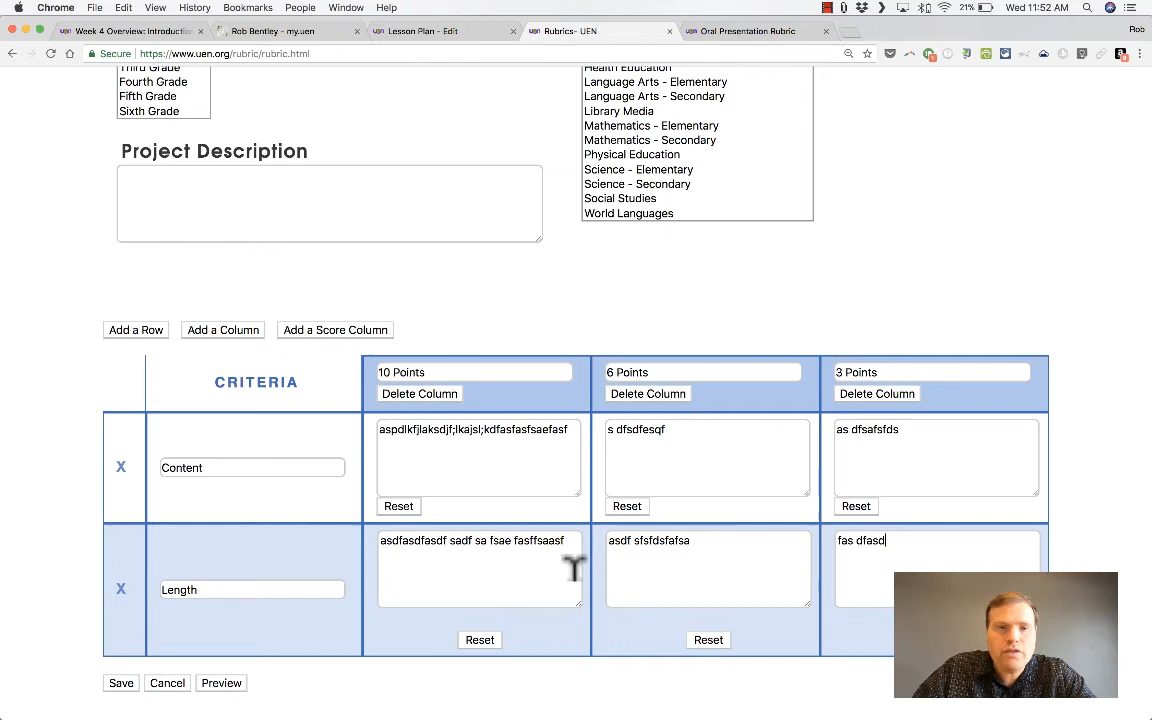 Chrome File Edit View History Bookmarks People Window Help 21% Wed 11:52 AM
Week 4 Overview: Introduction Rob Bentley - my.uen Lesson Plan - Edit Rubrics- UEN Oral Presentation Rubric Rob
Secure https://www.uen.org/rubric/rubric.html
Third Grade
Fourth Grade
Fifth Grade
Sixth Grade
Health Education
Language Arts - Elementary
Language Arts - Secondary
Library Media
Mathematics - Elementary
Mathematics - Secondary
Physical Education
Science - Elementary
Science - Secondary
Social Studies
World Languages
Project Description
Add a Row Add a Column Add a Score Column
CRITERIA
10 Points 6 Points 3 Points
Delete Column Delete Column Delete Column
aspdlkfjlaksdjf;lkajsl;kdfasfasfsaefasf s dfsdfesqf as dfsafsfds
X Content
Reset Reset Reset
asdfasdfasdf sadf sa fsae fasffsaasf asdf sfsfdsfafsa fas dfasd
X Length
Reset Reset
Save Cancel Preview